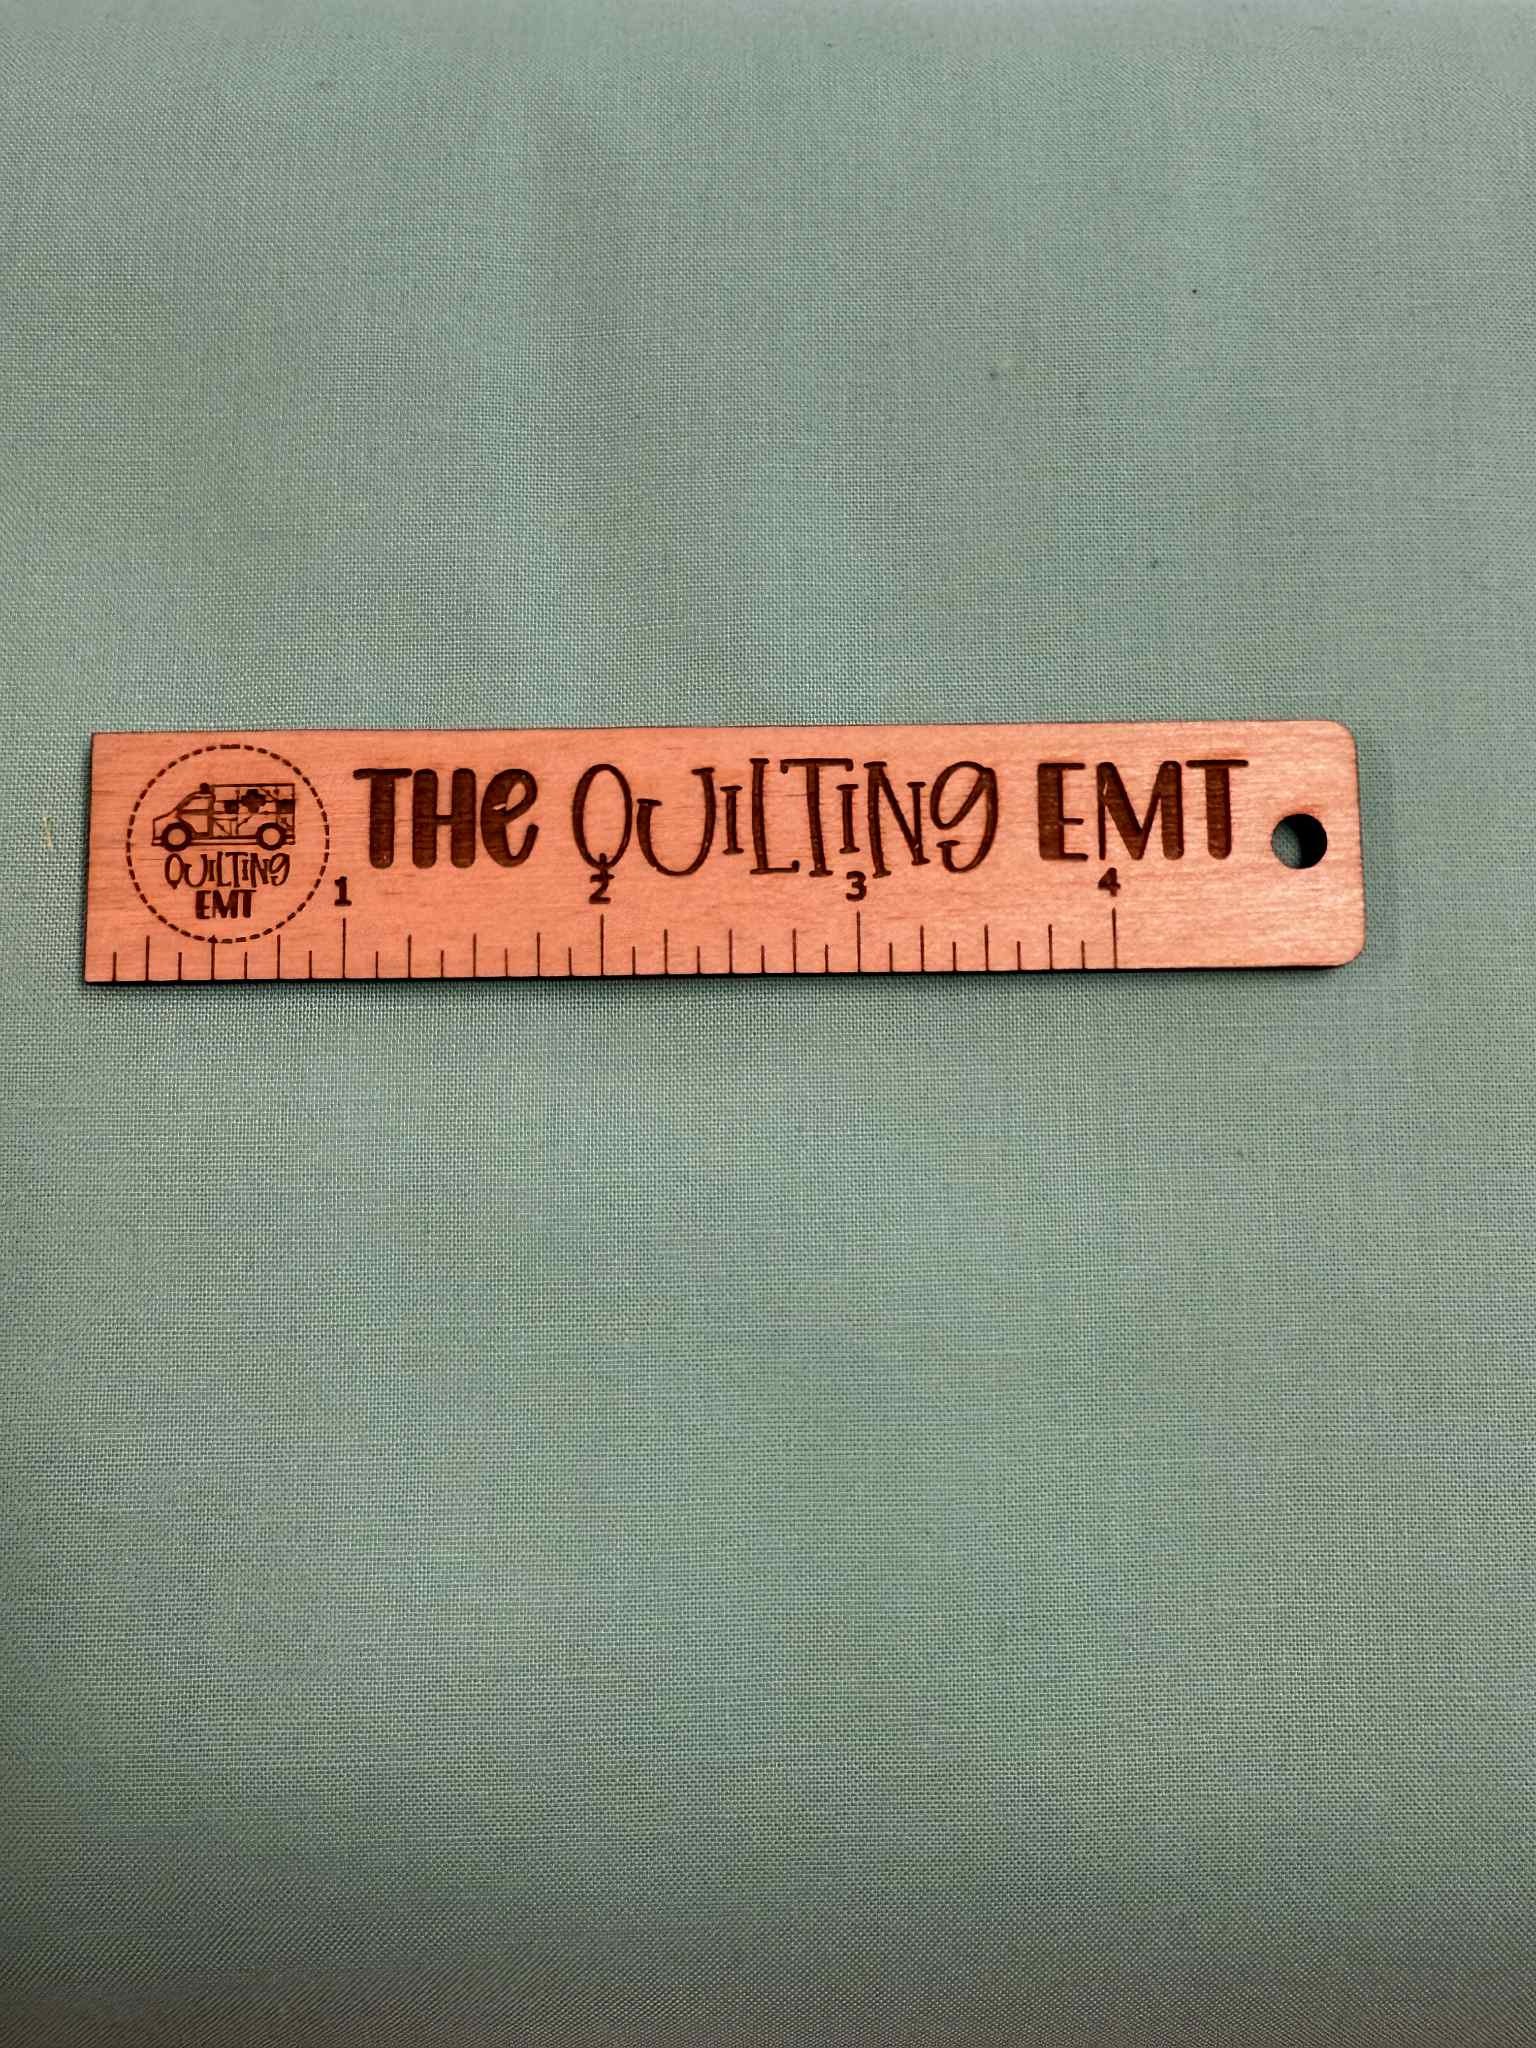 THE QUILTING EMT
QUILTING
EMT
1 2 3 4